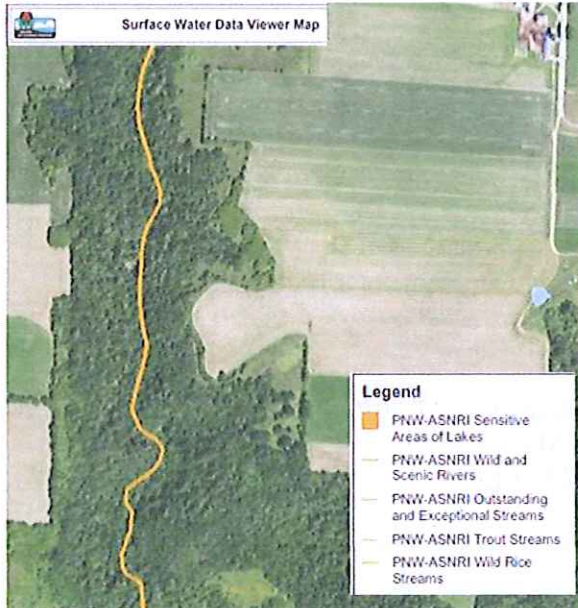 Surface Water Data Viewer Map
Legend
PNW-ASNRI Sensitive
Areas of Lakes
PNW-ASNRI Wild and
Scenic Rivers
PNW-ASNRI Outstanding
and Exceptional Streams
PNW-ASNRI Trout Streams
PNW-ASNRI Wild Rice
Streams